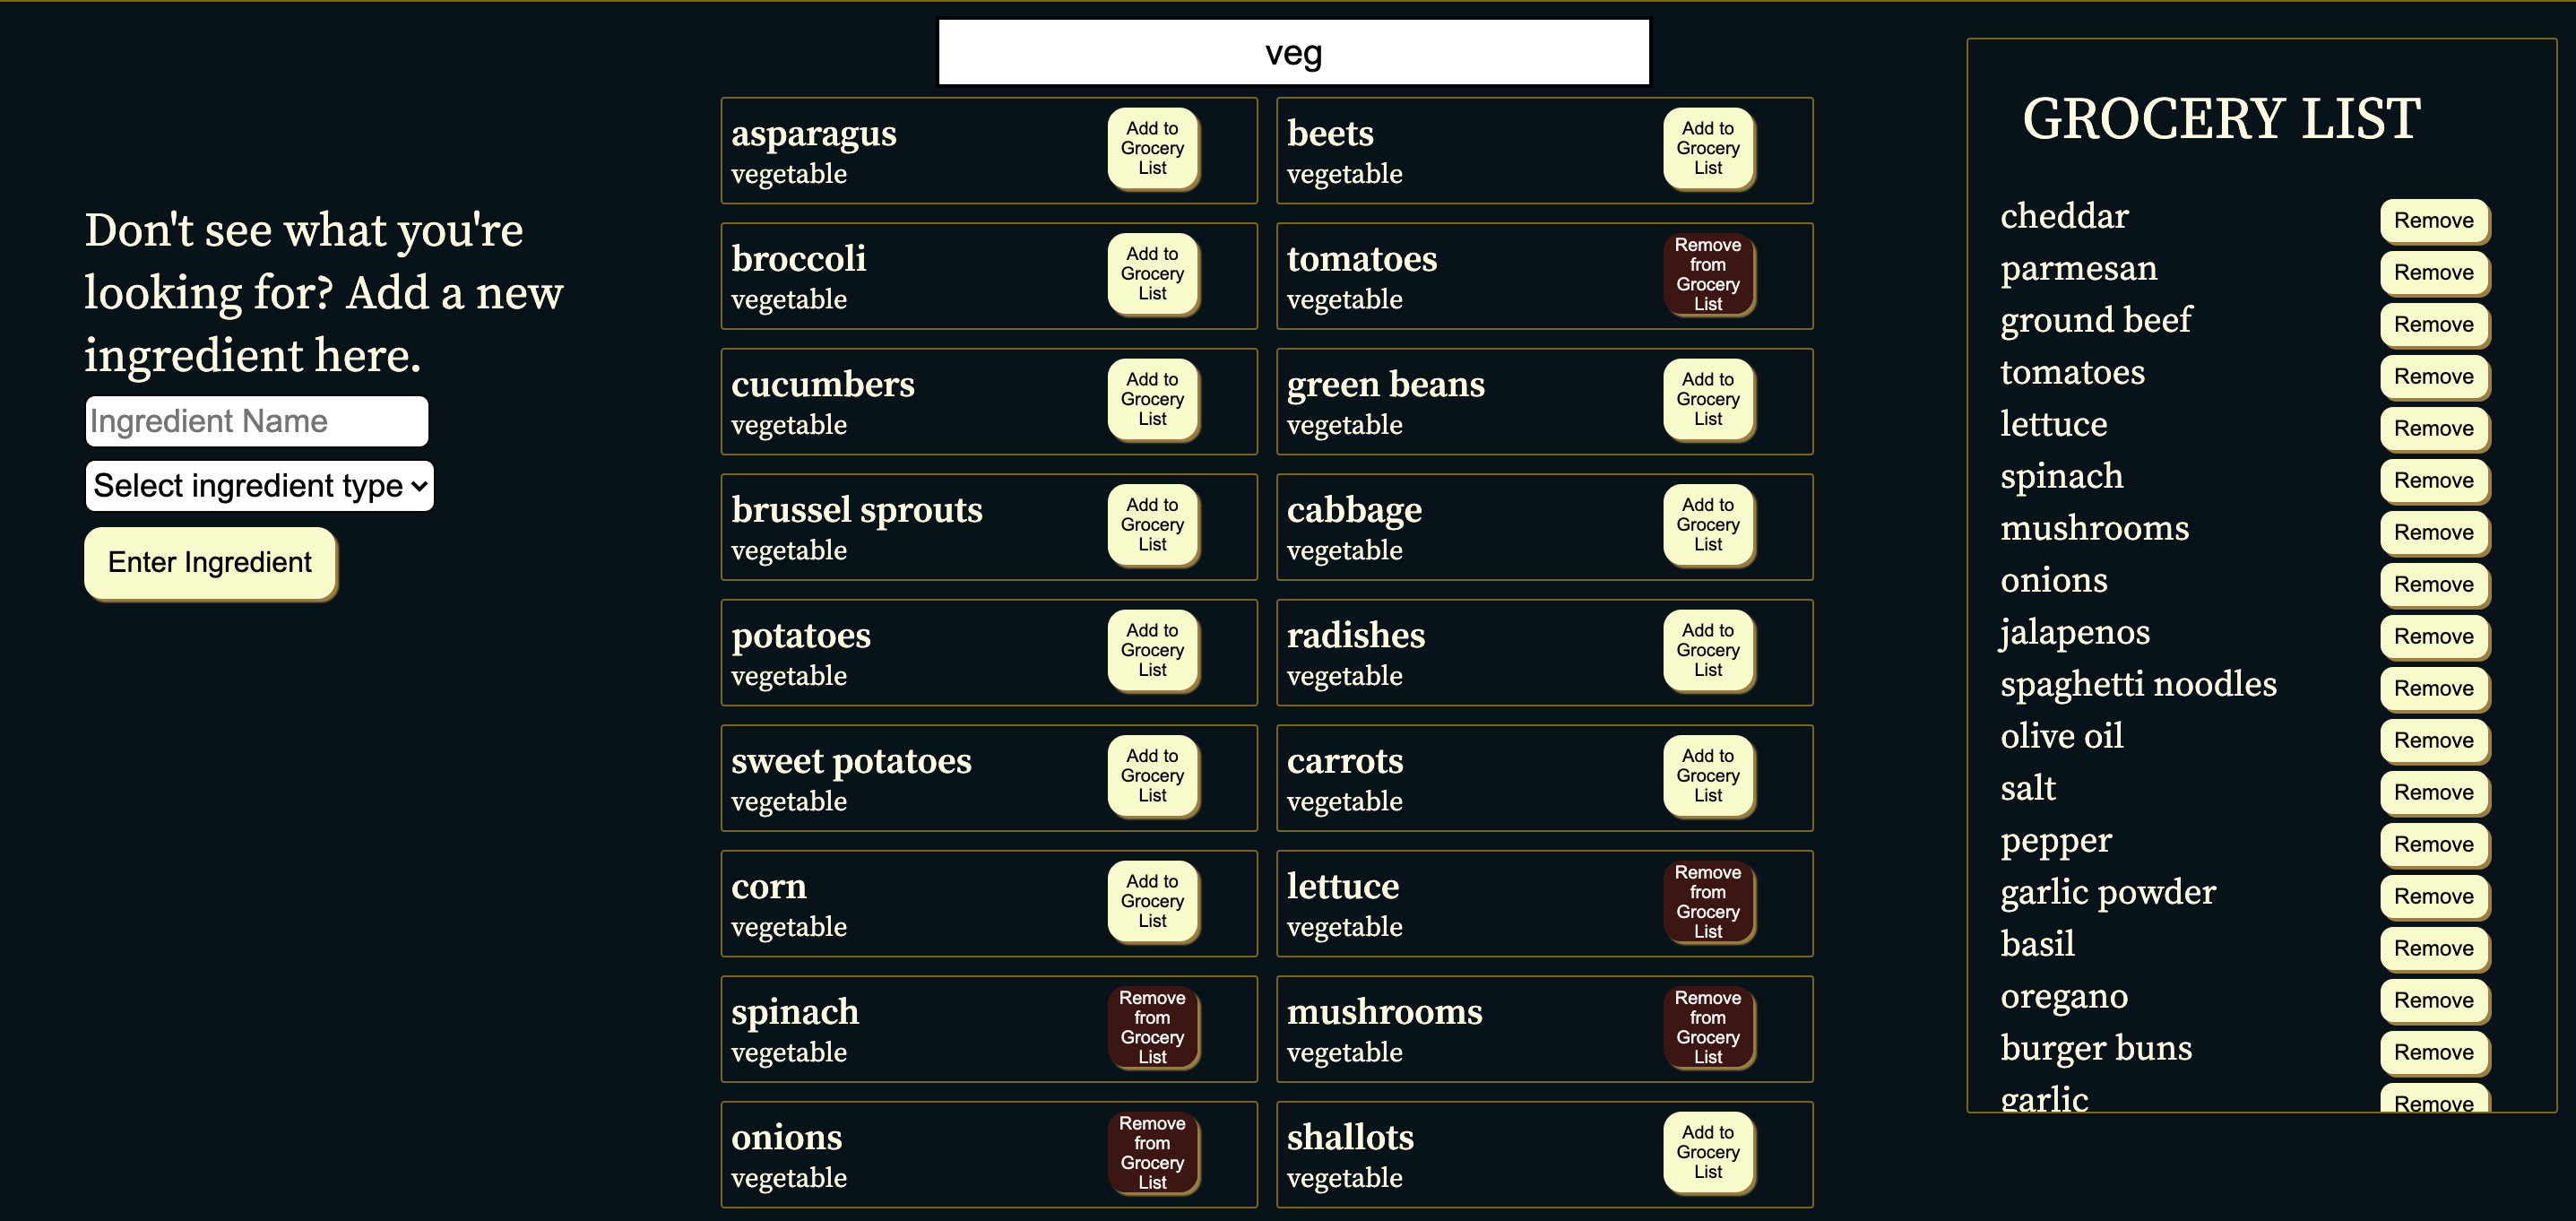 veg
Don't see what you're
looking for? Add a new
ingredient here.
Ingredient Name
Select ingredient type
Enter Ingredient
asparagus
vegetable
Add to
Grocery
List
beets
vegetable
Add to
Grocery
List
broccoli
vegetable
Add to
Grocery
List
tomatoes
vegetable
Remove
from
Grocery
List
cucumbers
vegetable
Add to
Grocery
List
green beans
vegetable
Add to
Grocery
List
brussel sprouts
vegetable
Add to
Grocery
List
cabbage
vegetable
Add to
Grocery
List
potatoes
vegetable
Add to
Grocery
List
radishes
vegetable
Add to
Grocery
List
sweet potatoes
vegetable
Add to
Grocery
List
carrots
vegetable
Add to
Grocery
List
corn
vegetable
Add to
Grocery
List
lettuce
vegetable
Remove
from
Grocery
List
spinach
vegetable
Remove
from
Grocery
List
mushrooms
vegetable
Remove
from
Grocery
List
onions
vegetable
Remove
from
Grocery
List
shallots
vegetable
Add to
Grocery
List
GROCERY LIST
cheddar Remove
parmesan Remove
ground beef Remove
tomatoes Remove
lettuce Remove
spinach Remove
mushrooms Remove
onions Remove
jalapenos Remove
spaghetti noodles Remove
olive oil Remove
salt Remove
pepper Remove
garlic powder Remove
basil Remove
oregano Remove
burger buns Remove
garlic Remove